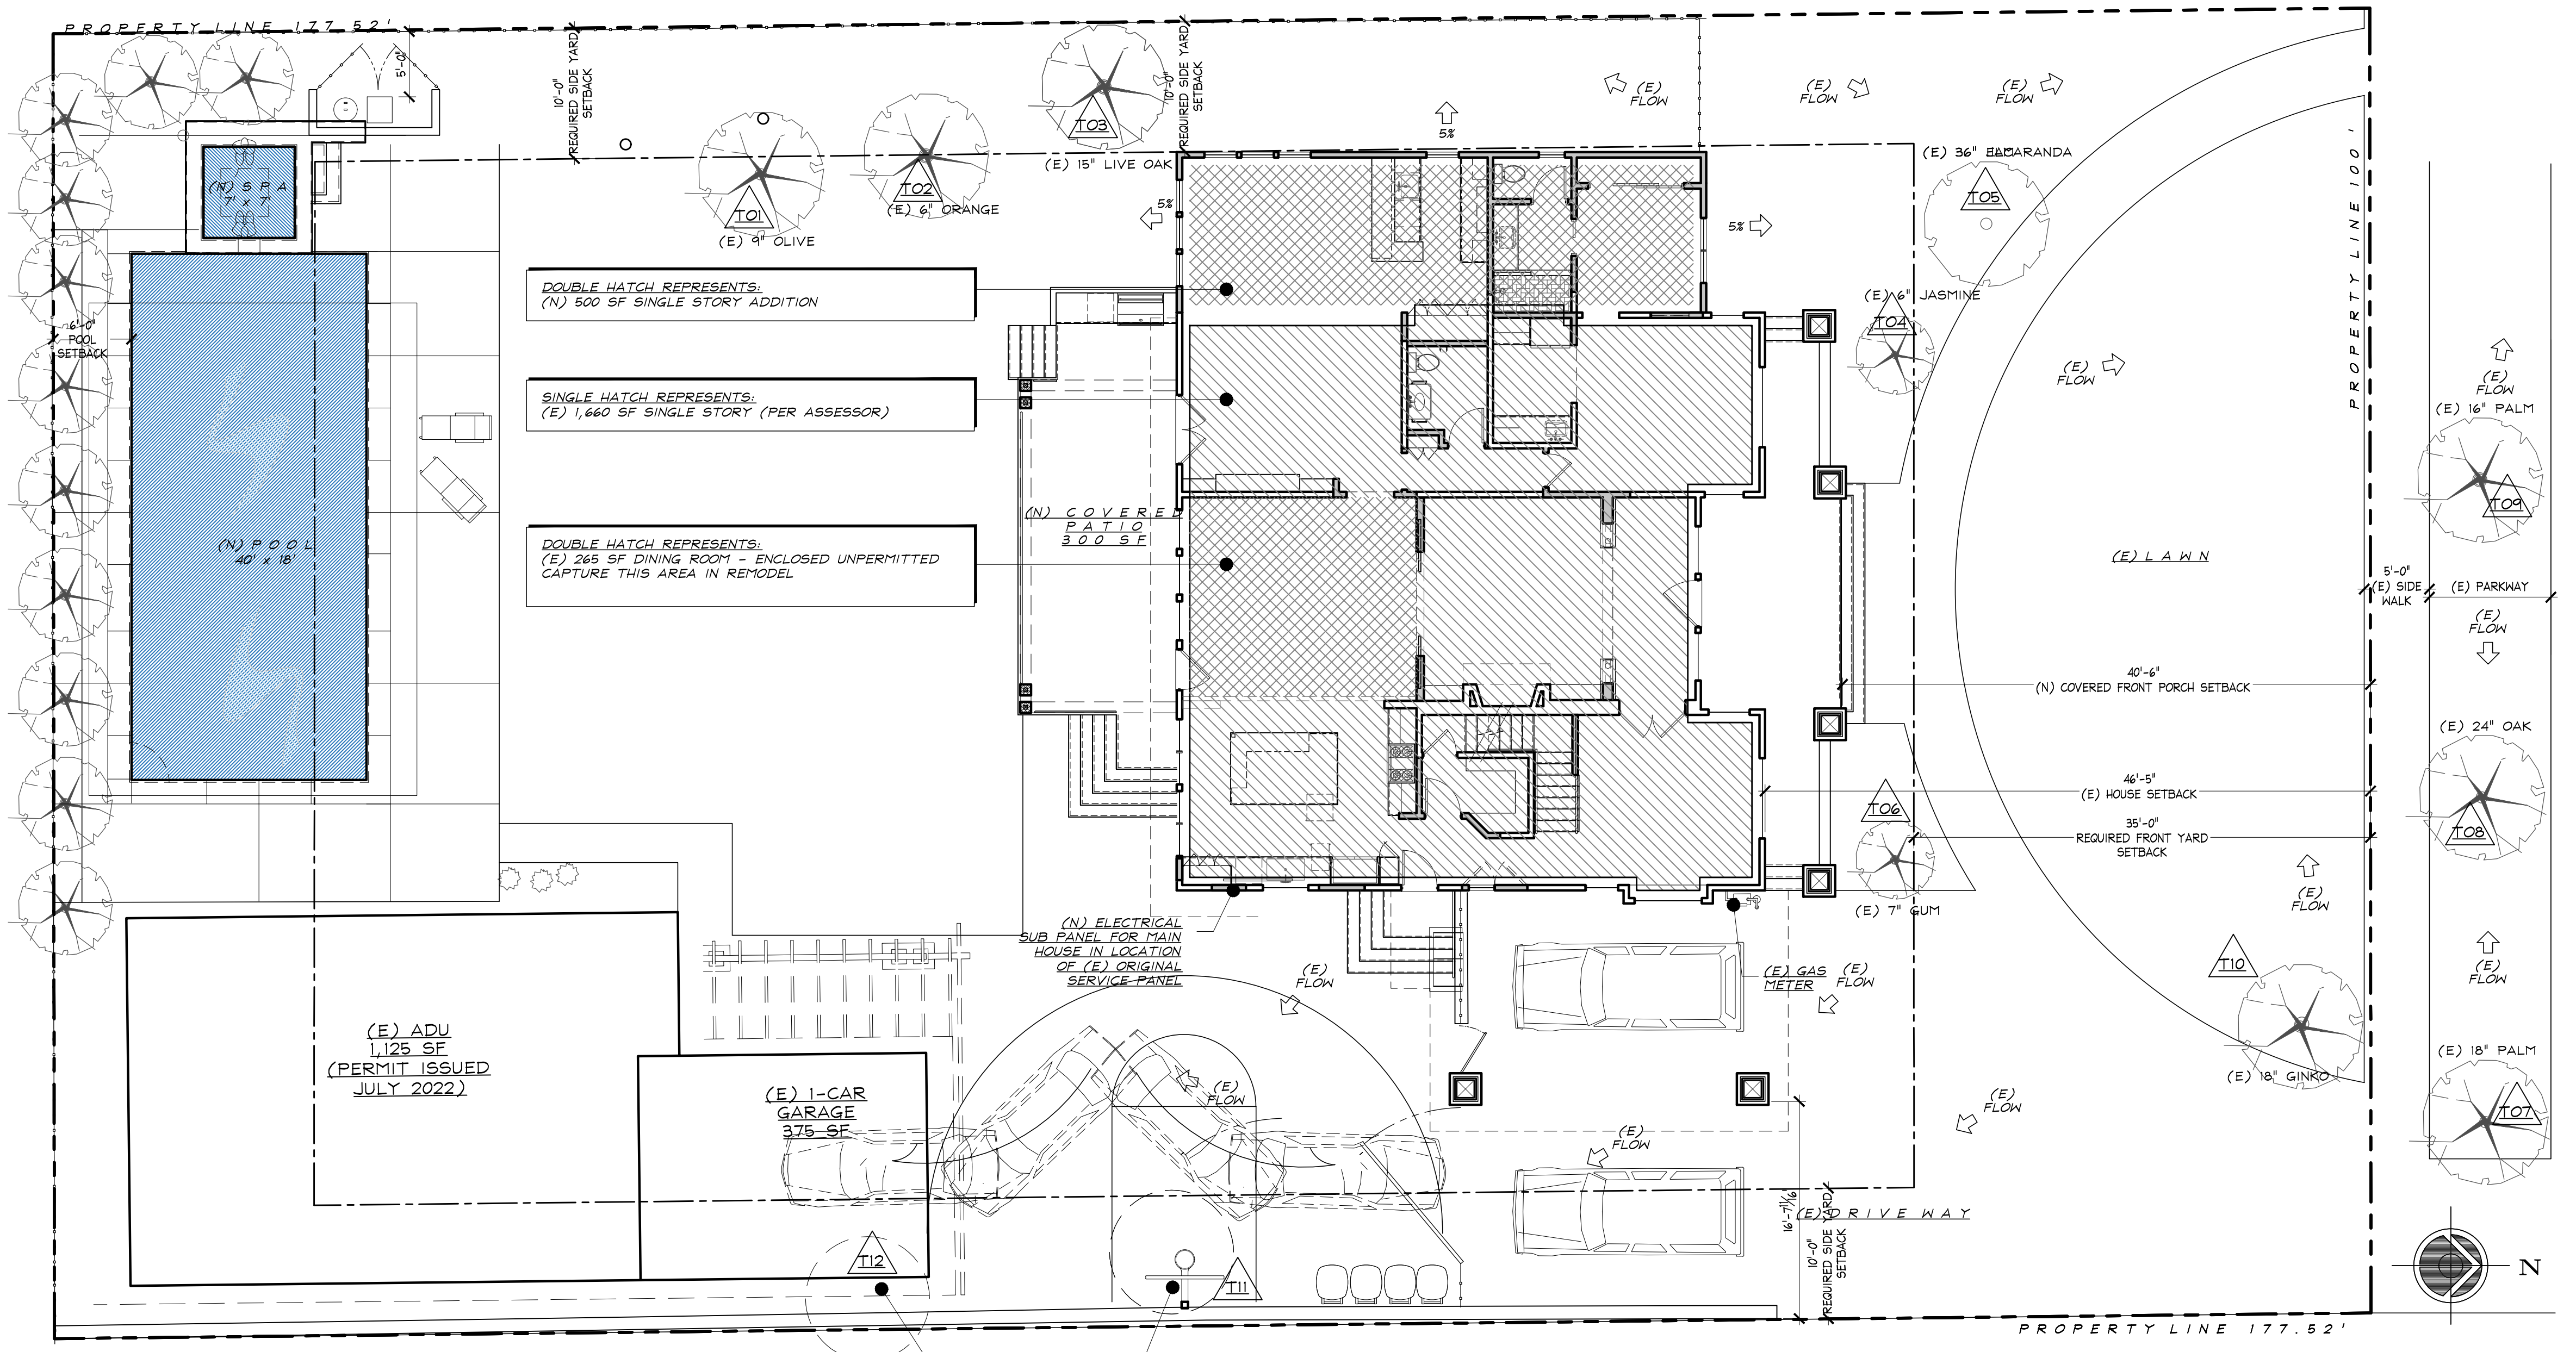 PROPERTY LINE 177.52'
5'-0"
10'-0"
REQUIRED SIDE YARD
SETBACK
10'-0"
REQUIRED SIDE YARD
SETBACK
T03
(E) 15" LIVE OAK
T02
(E) 6" ORANGE
T01
(E) 9" OLIVE
(N) SPA
7' x 7'
(E)
FLOW
(E)
FLOW
(E)
FLOW
5%
5%
5%
(E) 36"
T05
(E) 6" JASMINE
T04
PROPERTY LINE 100'
DOUBLE HATCH REPRESENTS:
(N) 500 SF SINGLE STORY ADDITION
6'-0"
POOL
SETBACK
SINGLE HATCH REPRESENTS:
(E) 1,660 SF SINGLE STORY (PER ASSESSOR)
(E)
FLOW
(E)
FLOW
(E) 16" PALM
T09
(N) COVERED
PATIO
300 SF
DOUBLE HATCH REPRESENTS:
(E) 265 SF DINING ROOM - ENCLOSED UNPERMITTED
CAPTURE THIS AREA IN REMODEL
(N) POOL
40' x 18'
(E) LAWN
5'-0"
(E) SIDE
WALK
(E) PARKWAY
(E)
FLOW
40'-6"
(N) COVERED FRONT PORCH SETBACK
(E) 24" OAK
T08
46'-5"
(E) HOUSE SETBACK
35'-0"
REQUIRED FRONT YARD
SETBACK
T06
(E) 7" GUM
(E)
FLOW
(N) ELECTRICAL
SUB PANEL FOR MAIN
HOUSE IN LOCATION
OF (E) ORIGINAL
SERVICE PANEL
(E)
FLOW
(E) GAS
METER
(E)
FLOW
T10
(E) 18" GINKO
(E)
FLOW
(E) ADU
1,125 SF
(PERMIT ISSUED
JULY 2022)
(E) 1-CAR
GARAGE
375 SF
(E)
FLOW
(E)
FLOW
(E)
FLOW
(E) 18" PALM
T07
16'-7 11/16"
(E) DRIVE WAY
10'-0"
REQUIRED SIDE YARD
SETBACK
T12
T11
N
PROPERTY LINE 177.52'